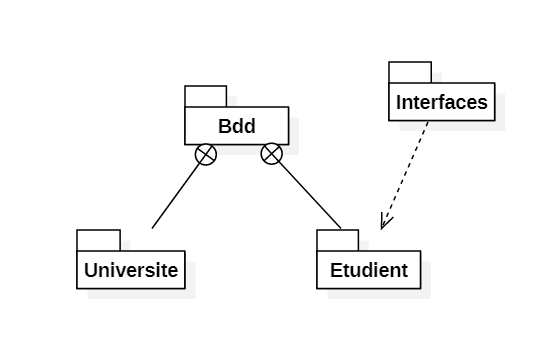 Interfaces
Bdd
Universite
Etudient